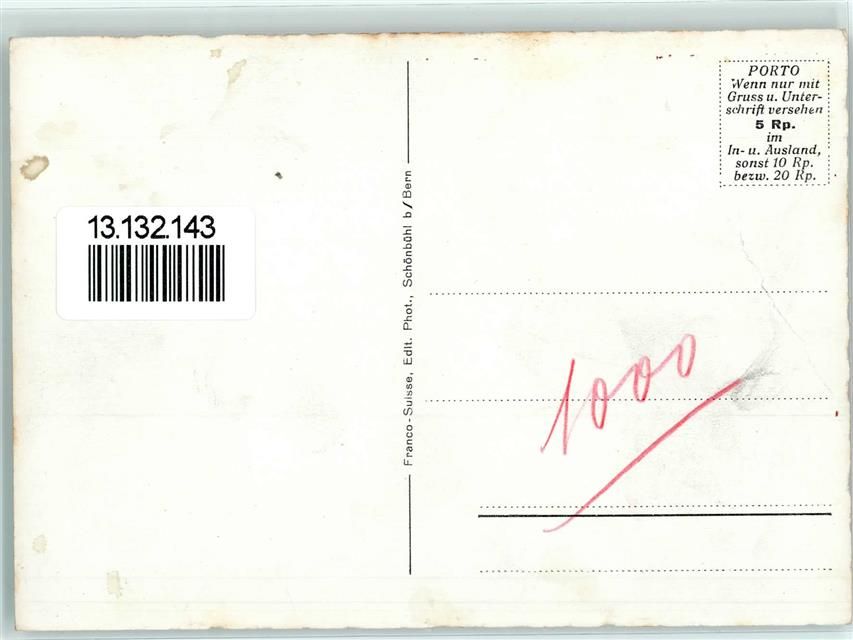 13.132.143
Franco-Suisse, Edit. Phot., Schönbühl b/Bern
PORTO
Wenn nur mit
Gruss u. Unter-
schrift versehen
5 Rp.
im
In- u. Ausland,
sonst 10 Rp.
bezw. 20 Rp.
1000